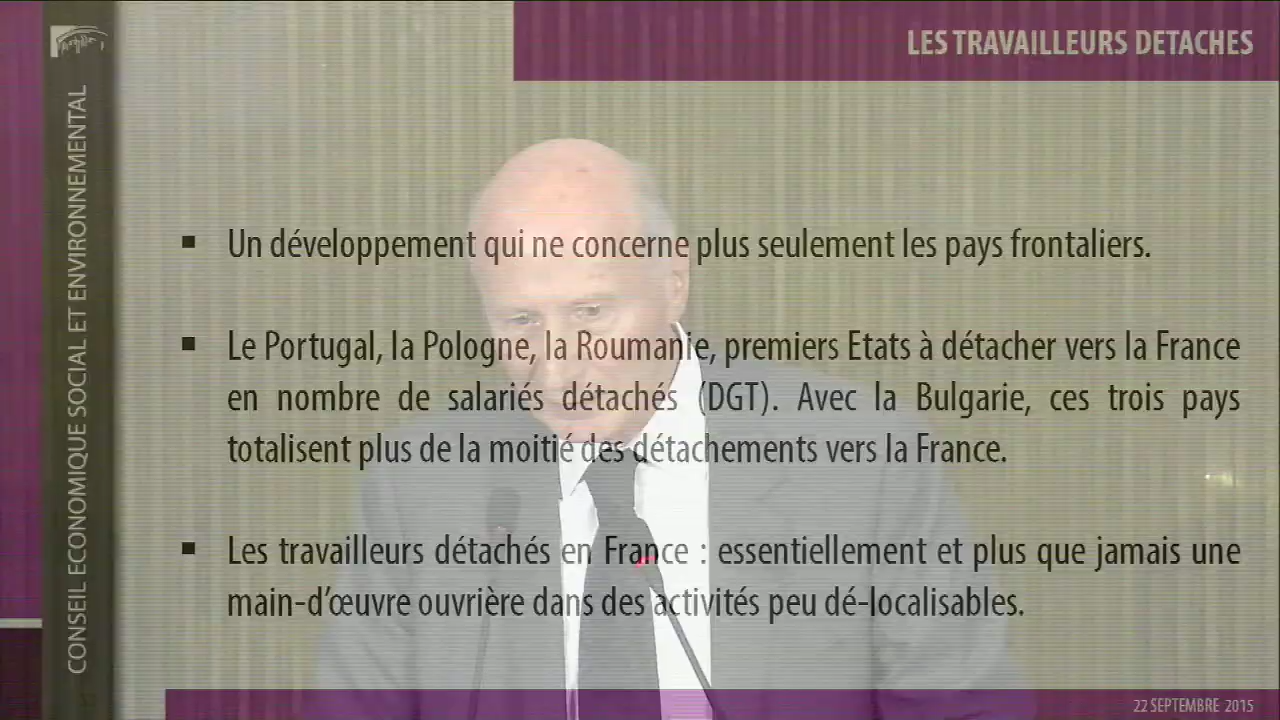 LES TRAVAILLEURS DETACHES
CONSEIL ECONOMIQUE SOCIAL ET ENVIRONNEMENTAL
▪ Un développement qui ne concerne plus seulement les pays frontaliers.
▪ Le Portugal, la Pologne, la Roumanie, premiers Etats à détacher vers la France
en nombre de salariés détachés (DGT). Avec la Bulgarie, ces trois pays
totalisent plus de la moitié des détachements vers la France.
▪ Les travailleurs détachés en France : essentiellement et plus que jamais une
main-d’œuvre ouvrière dans des activités peu dé-localisables.
22 SEPTEMBRE 2015